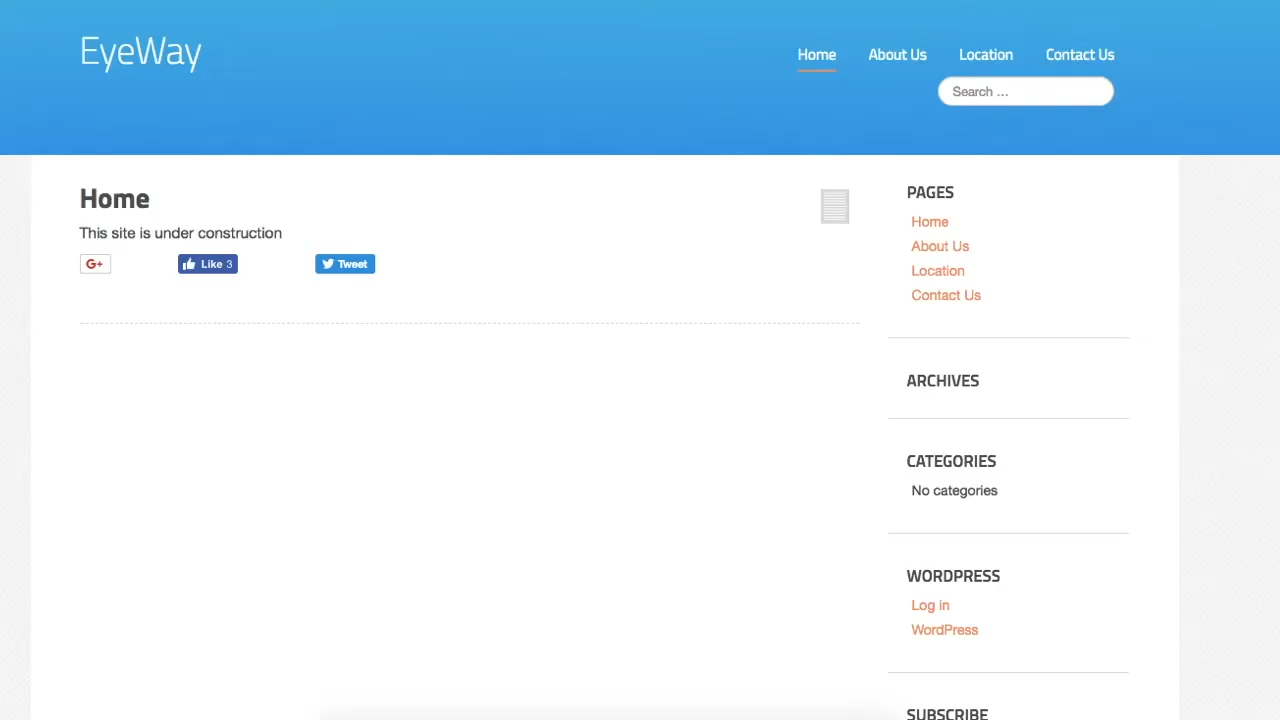 EyeWay
Home About Us Location Contact Us
Search ...
Home
This site is under construction
G+ Like 3 Tweet
PAGES
Home
About Us
Location
Contact Us
ARCHIVES
CATEGORIES
No categories
WORDPRESS
Log in
WordPress
SUBSCRIBE